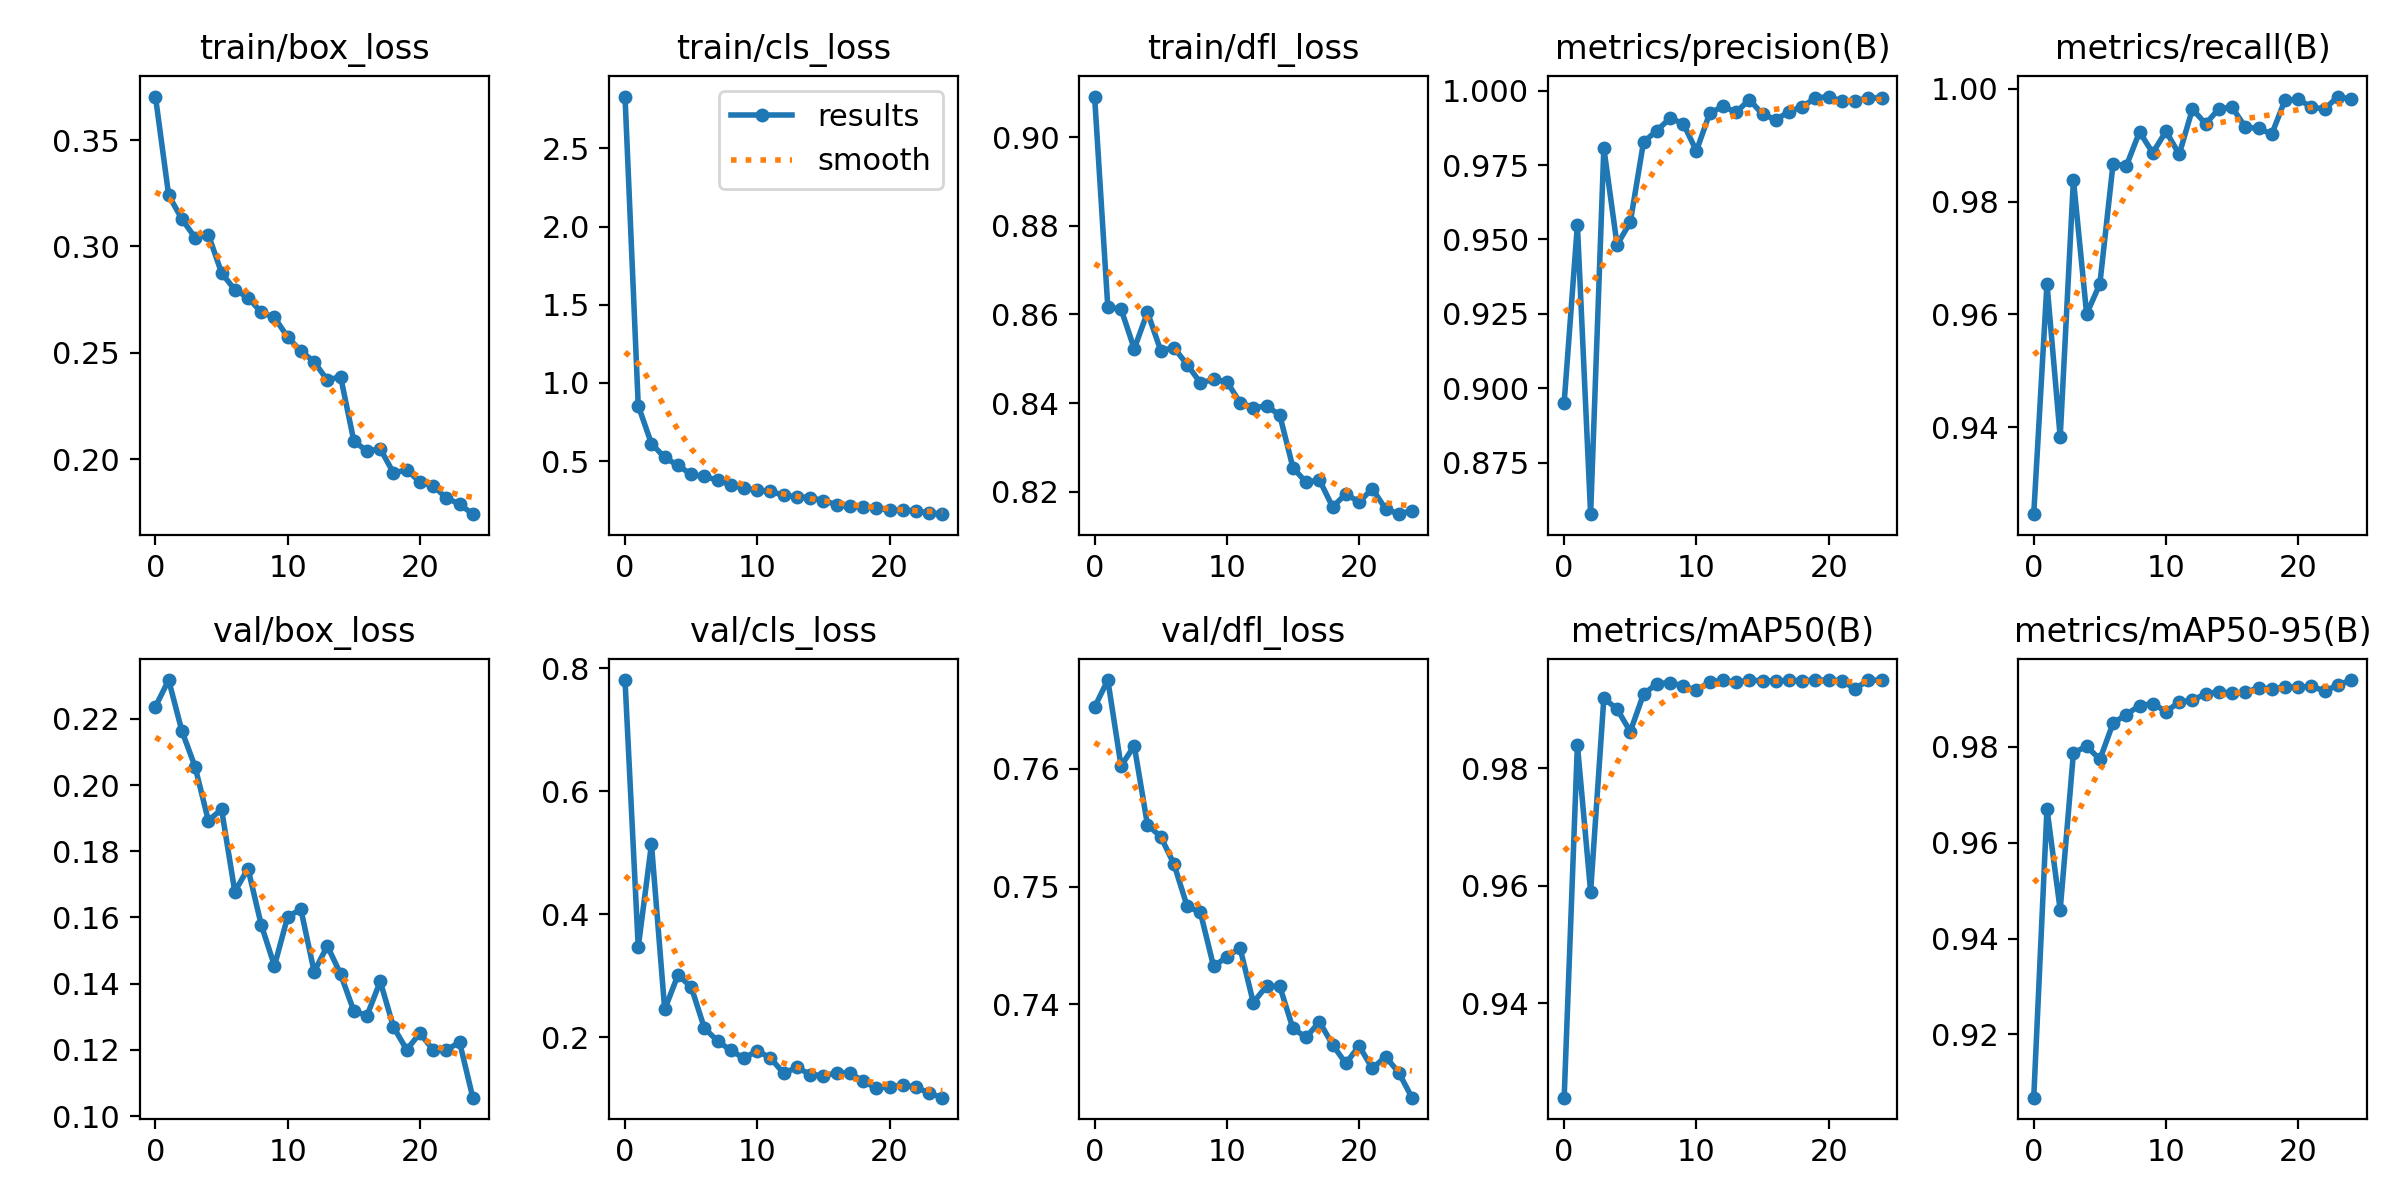 train/box_loss
train/cls_loss
train/dfl_loss
metrics/precision(B)
metrics/recall(B)
0.35
0.30
0.25
0.20
0 10 20
2.5
2.0
1.5
1.0
0.5
0 10 20
results
smooth
0.90
0.88
0.86
0.84
0.82
0 10 20
1.000
0.975
0.950
0.925
0.900
0.875
0 10 20
1.00
0.98
0.96
0.94
0 10 20
val/box_loss
val/cls_loss
val/dfl_loss
metrics/mAP50(B)
metrics/mAP50-95(B)
0.22
0.20
0.18
0.16
0.14
0.12
0.10
0 10 20
0.8
0.6
0.4
0.2
0 10 20
0.76
0.75
0.74
0 10 20
0.98
0.96
0.94
0 10 20
0.98
0.96
0.94
0.92
0 10 20